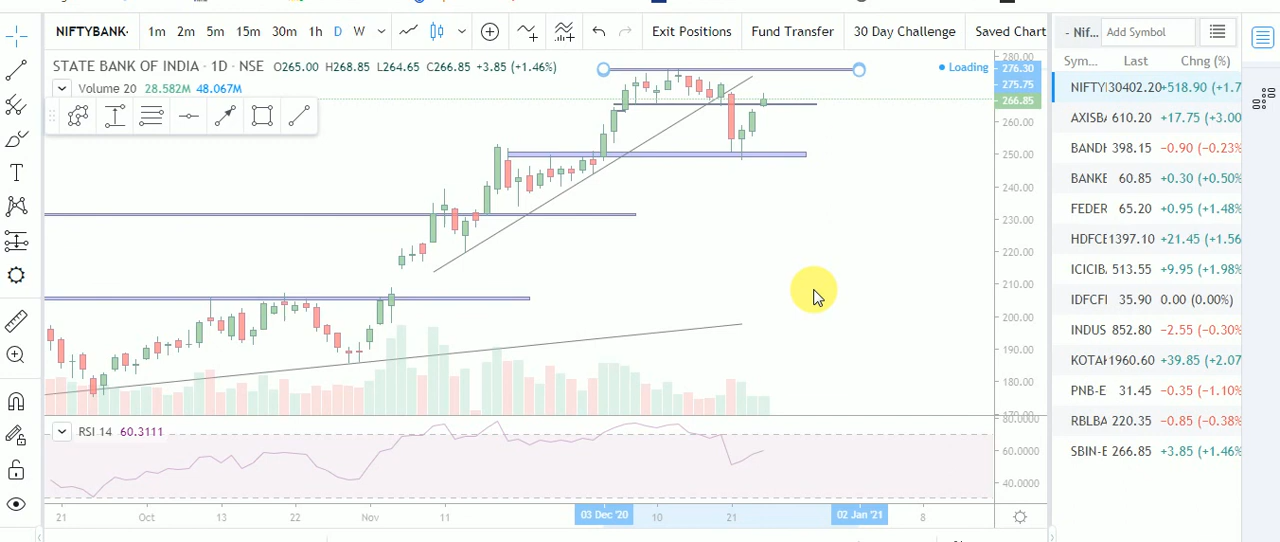 NIFTYBANK- 1m 2m 5m 15m 30m 1h D W Exit Positions Fund Transfer 30 Day Challenge Saved Chart
- Nif... Add Symbol
STATE BANK OF INDIA · 1D · NSE O265.00 H268.85 L264.65 C266.85 +3.85 (+1.46%)
Loading
Volume 20 28.582M 48.067M
280.00
276.30
275.75
266.85
260.00
250.00
240.00
230.00
220.00
210.00
200.00
190.00
180.00
170.00
RSI 14 60.3111
80.0000
60.0000
40.0000
21 Oct 13 22 Nov 11 03 Dec '20 10 21 02 Jan '21 8
Sym... Last Chng (%)
NIFTY 30402.20 +518.90 (+1.7
AXISB 610.20 +17.75 (+3.00
BANDH 398.15 −0.90 (−0.23%
BANKE 60.85 +0.30 (+0.50%
FEDER 65.20 +0.95 (+1.48%
HDFCE 1397.10 +21.45 (+1.56
ICICIB 513.55 +9.95 (+1.98%
IDFCFI 35.90 0.00 (0.00%)
INDUS 852.80 −2.55 (−0.30%
KOTAK 1960.60 +39.85 (+2.07
PNB-E 31.45 −0.35 (−1.10%
RBLBA 220.35 −0.85 (−0.38%
SBIN-E 266.85 +3.85 (+1.46%